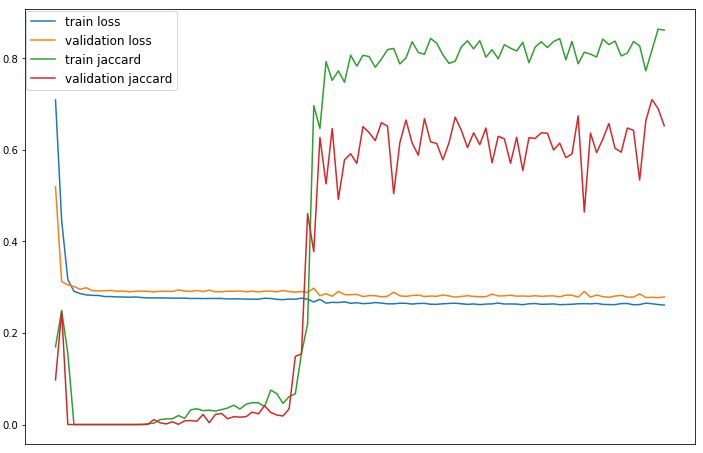 train loss
validation loss
train jaccard
validation jaccard
0.8
0.6
0.4
0.2
0.0